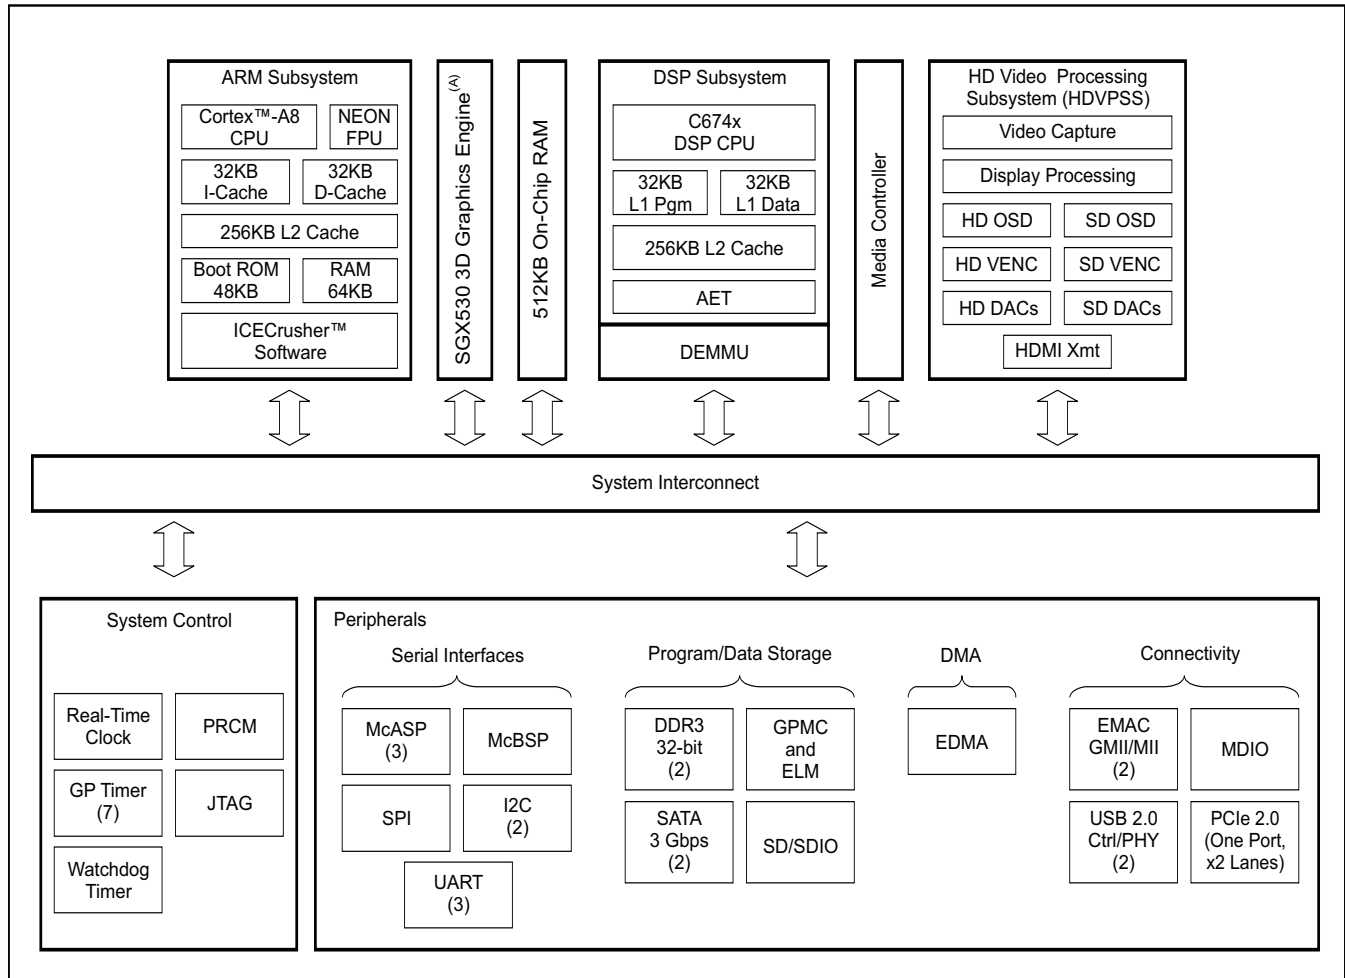 ARM Subsystem
Cortex™-A8
CPU
NEON
FPU
32KB
I-Cache
32KB
D-Cache
256KB L2 Cache
Boot ROM
48KB
RAM
64KB
ICECrusher™
Software
SGX530 3D Graphics Engine(A)
512KB On-Chip RAM
DSP Subsystem
C674x
DSP CPU
32KB
L1 Pgm
32KB
L1 Data
256KB L2 Cache
AET
DEMMU
Media Controller
HD Video Processing
Subsystem (HDVPSS)
Video Capture
Display Processing
HD OSD
SD OSD
HD VENC
SD VENC
HD DACs
SD DACs
HDMI Xmt
System Interconnect
System Control
Real-Time
Clock
PRCM
GP Timer
(7)
JTAG
Watchdog
Timer
Peripherals
Serial Interfaces
McASP
(3)
McBSP
SPI
I2C
(2)
UART
(3)
Program/Data Storage
DDR3
32-bit
(2)
GPMC
and
ELM
SATA
3 Gbps
(2)
SD/SDIO
DMA
EDMA
Connectivity
EMAC
GMII/MII
(2)
MDIO
USB 2.0
Ctrl/PHY
(2)
PCIe 2.0
(One Port,
x2 Lanes)